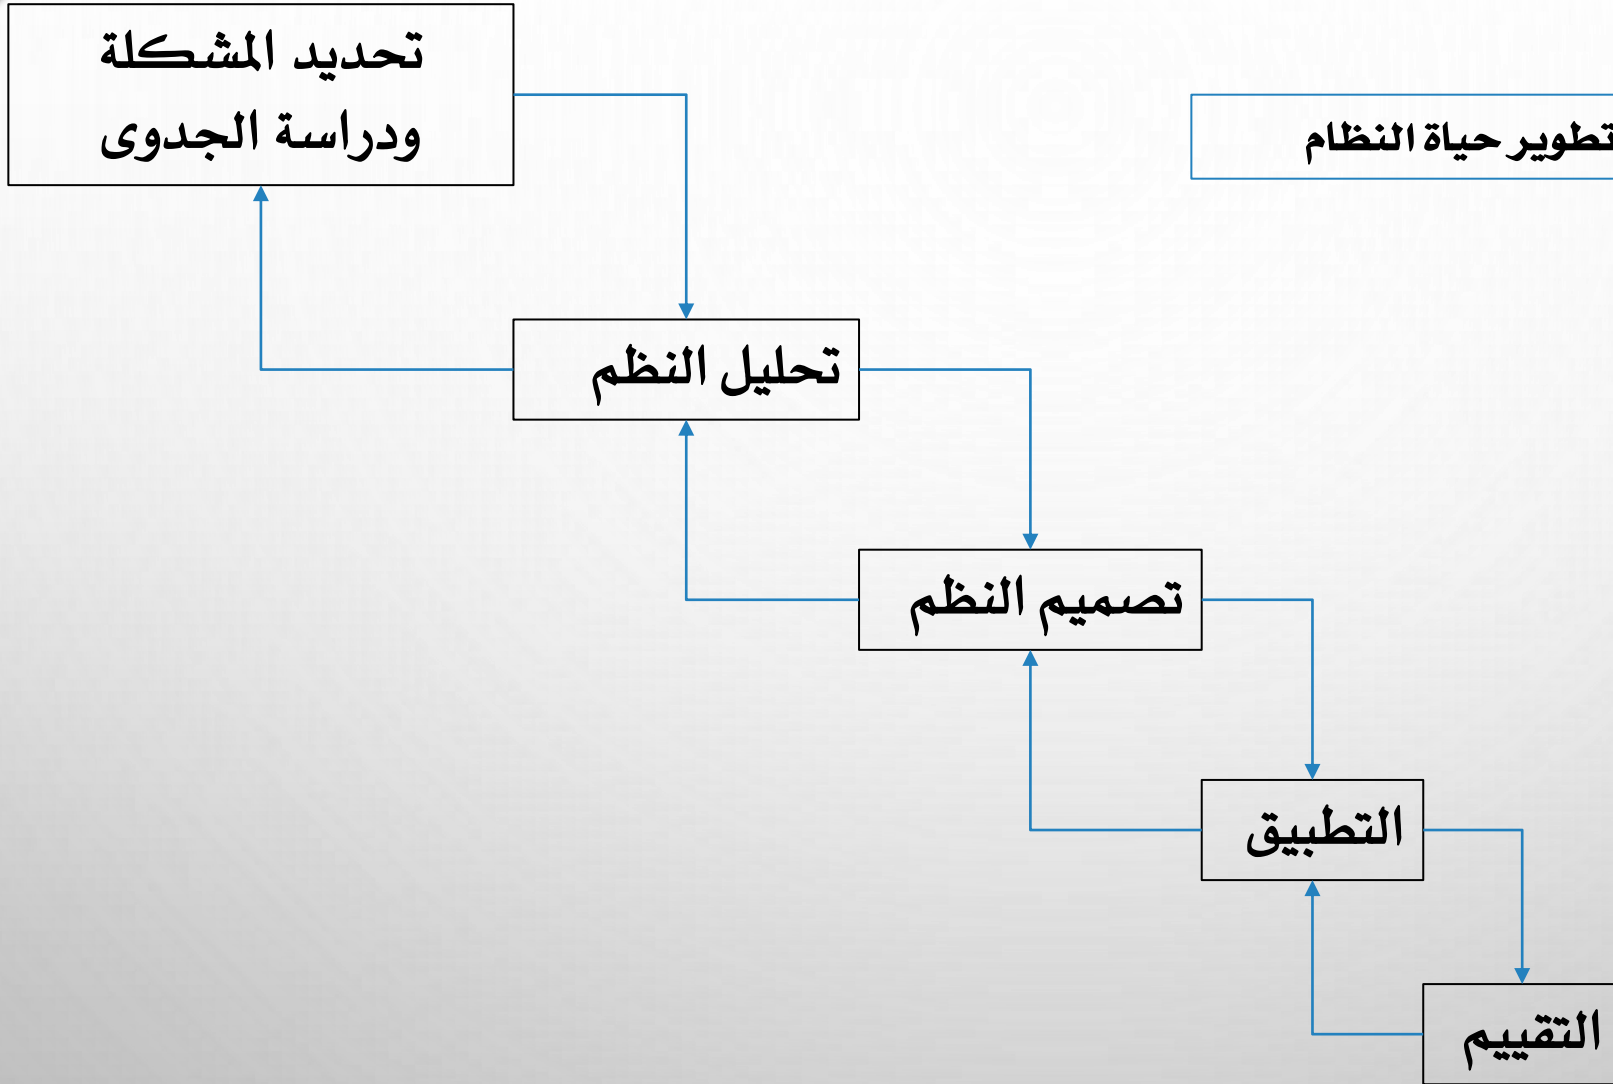 تحديد المشكلة
ودراسة الجدوى
تطوير حياة النظام
تحليل النظم
تصميم النظم
التطبيق
التقييم